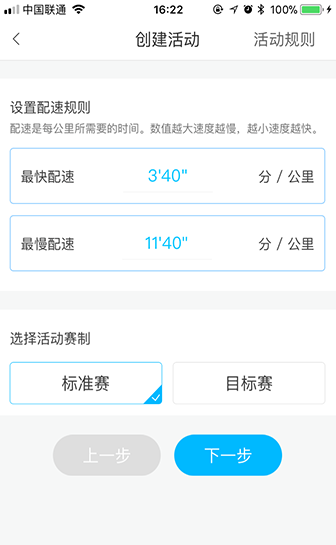 中国联通 16:22 100%
创建活动 活动规则
设置配速规则
配速是每公里所需要的时间。数值越大速度越慢，越小速度越快。
最快配速 3'40" 分 / 公里
最慢配速 11'40" 分 / 公里
选择活动赛制
标准赛 目标赛
上一步 下一步